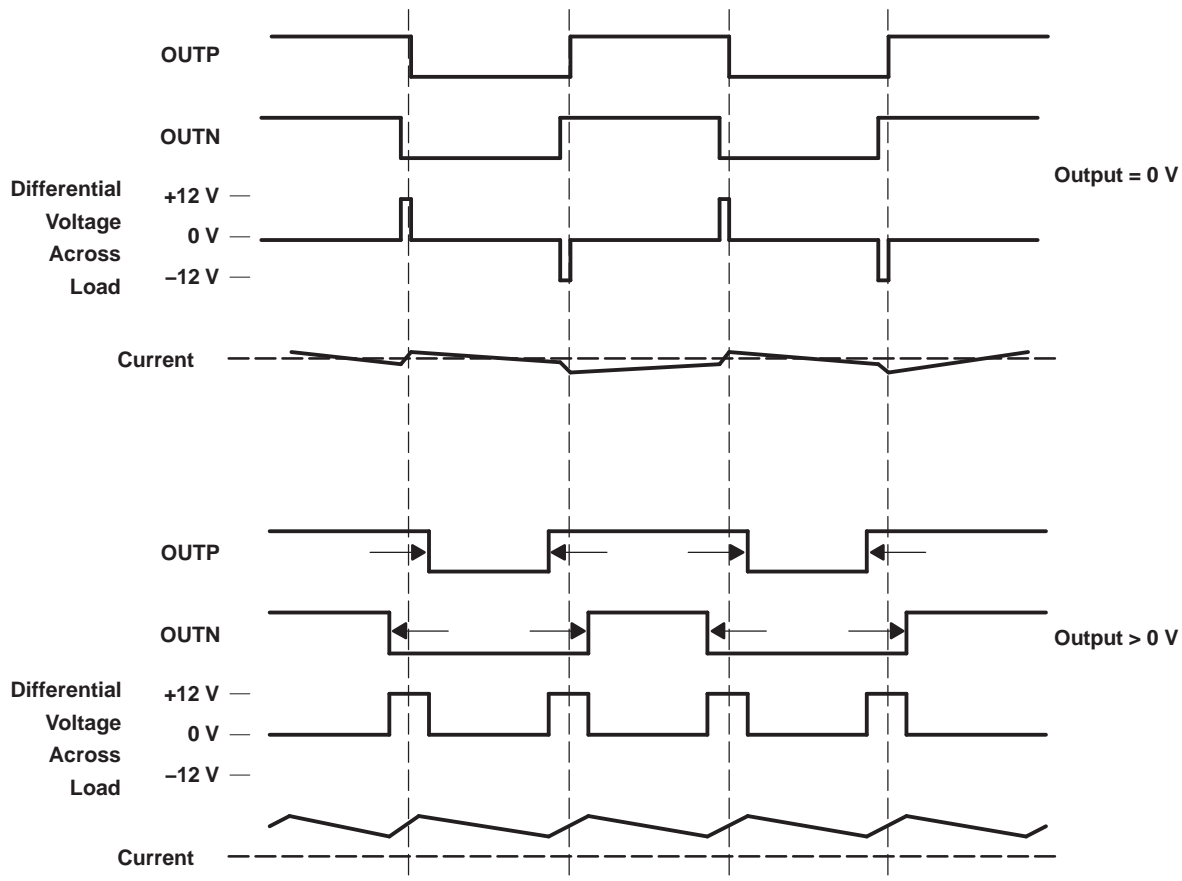 OUTP
OUTN
Output = 0 V
Differential
Voltage
Across
Load
+12 V
0 V
–12 V
Current
OUTP
OUTN
Output > 0 V
Differential
Voltage
Across
Load
+12 V
0 V
–12 V
Current